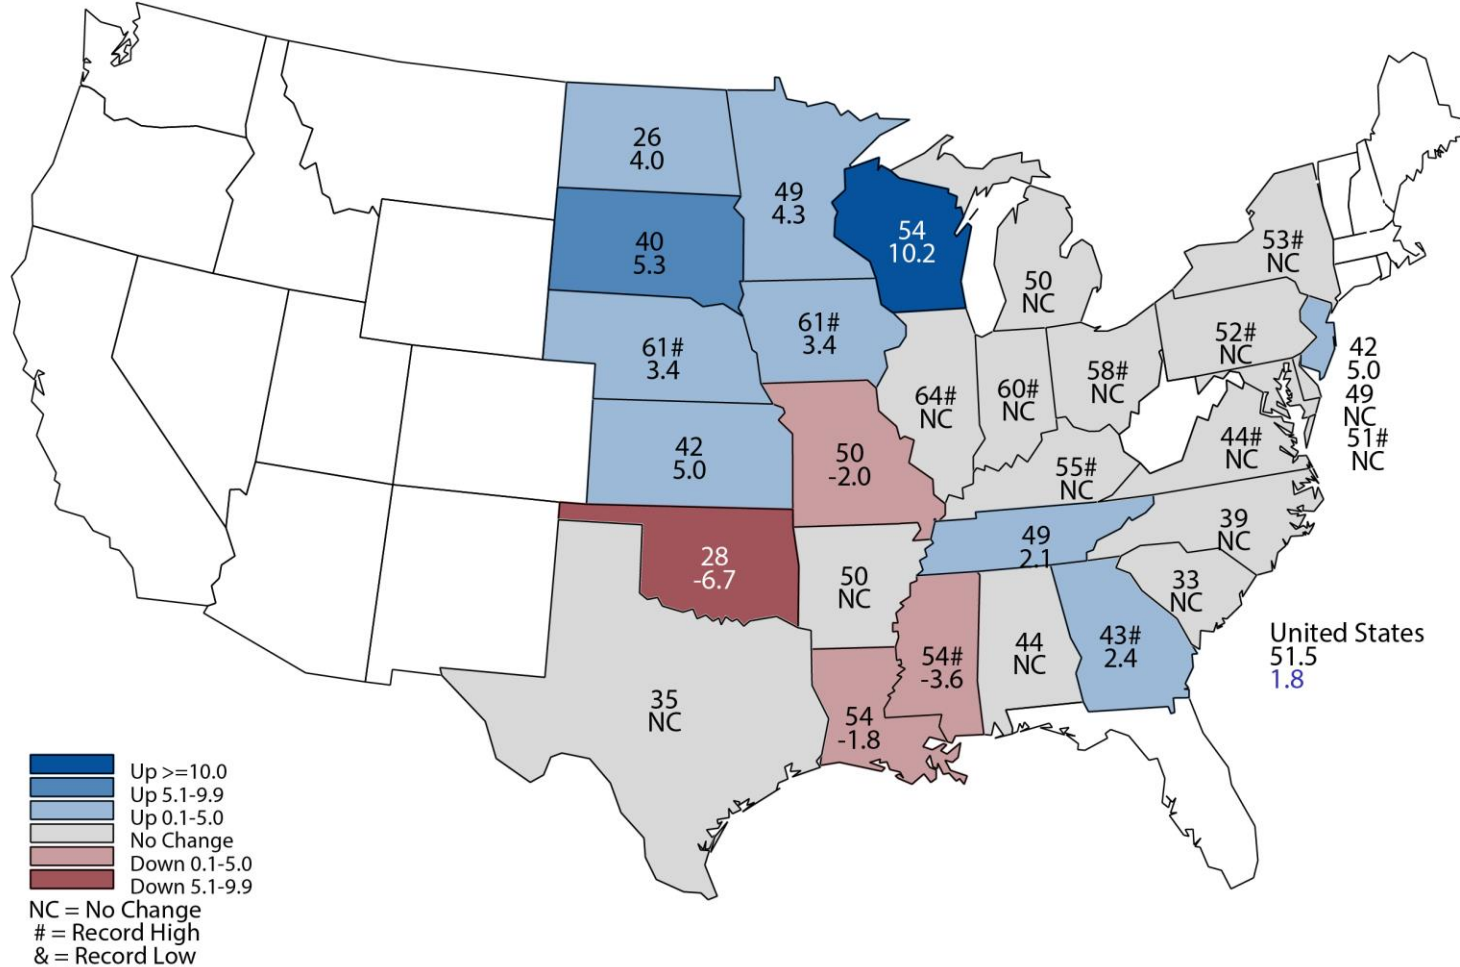 26
4.0
49
4.3
54
10.2
40
5.3
53#
NC
50
NC
61#
3.4
61#
3.4
52#
NC
42
5.0
49
NC
51#
NC
64#
NC
60#
NC
58#
NC
44#
NC
42
5.0
50
-2.0
55#
NC
39
NC
49
2.1
28
-6.7
50
NC
33
NC
54#
-3.6
44
NC
43#
2.4
35
NC
54
-1.8
United States
51.5
1.8
Up >=10.0
Up 5.1-9.9
Up 0.1-5.0
No Change
Down 0.1-5.0
Down 5.1-9.9
NC = No Change
# = Record High
& = Record Low